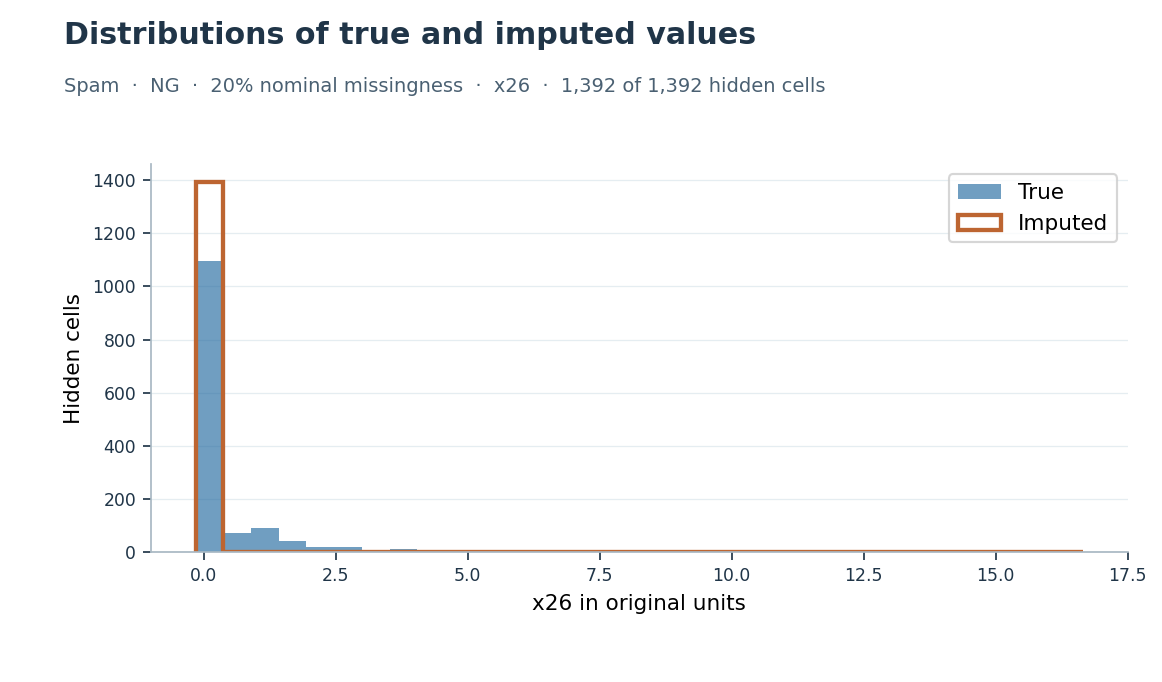 Distributions of true and imputed values
Spam · NG · 20% nominal missingness · x26 · 1,392 of 1,392 hidden cells
True
Imputed
Hidden cells
1400
1200
1000
800
600
400
200
0
0.0 2.5 5.0 7.5 10.0 12.5 15.0 17.5
x26 in original units